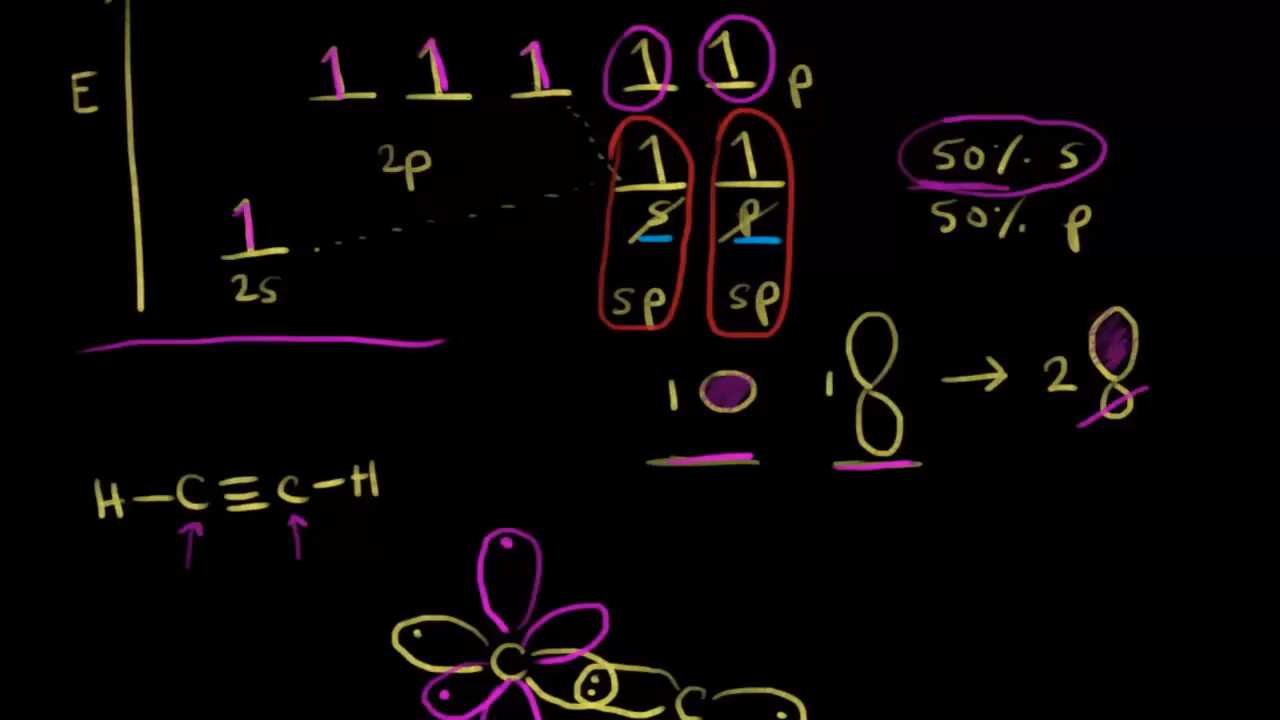 E 1 1 1 1 1 p
2p 1 1 50% s
1 s p 50% p
2s sp sp
1 1 → 2
H-C≡C-H
C
C